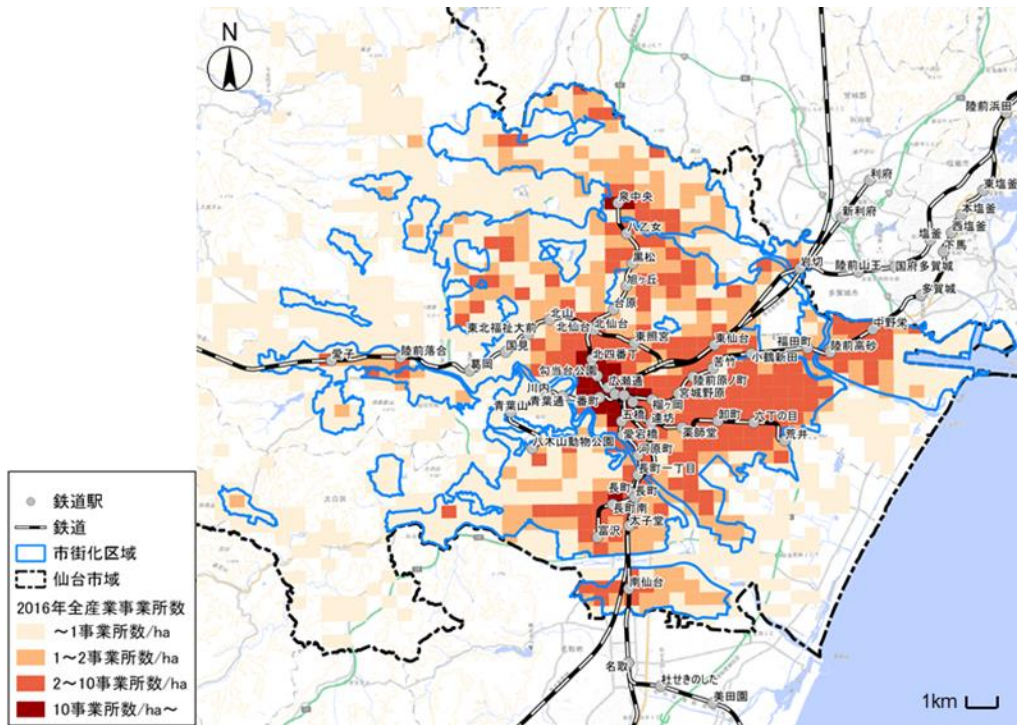 N
陸前浜田
利府
東塩釜
新利府
本塩釜
西塩釜
塩釜
下馬
泉中央
八乙女
岩切
陸前山王
国府多賀城
黒松
多賀城
旭ヶ丘
台原
北山
中野栄
東北福祉大前
北仙台
北仙台
東照宮
東仙台
福田町
陸前高砂
国見
小鶴新田
愛子
陸前落合
葛岡
北四番丁
苦竹
勾当台公園
陸前原ノ町
川内
広瀬通
宮城野原
青葉通一番町
榴ヶ岡
青葉山
五橋
連坊
卸町
六丁の目
薬師堂
荒井
愛宕橋
八木山動物公園
河原町
長町一丁目
長町
長町
長町南
太子堂
富沢
南仙台
名取
杜せきのした
美田園
1km
鉄道駅
鉄道
市街化区域
仙台市域
2016年全産業事業所数
～1事業所数/ha
1～2事業所数/ha
2～10事業所数/ha
10事業所数/ha～